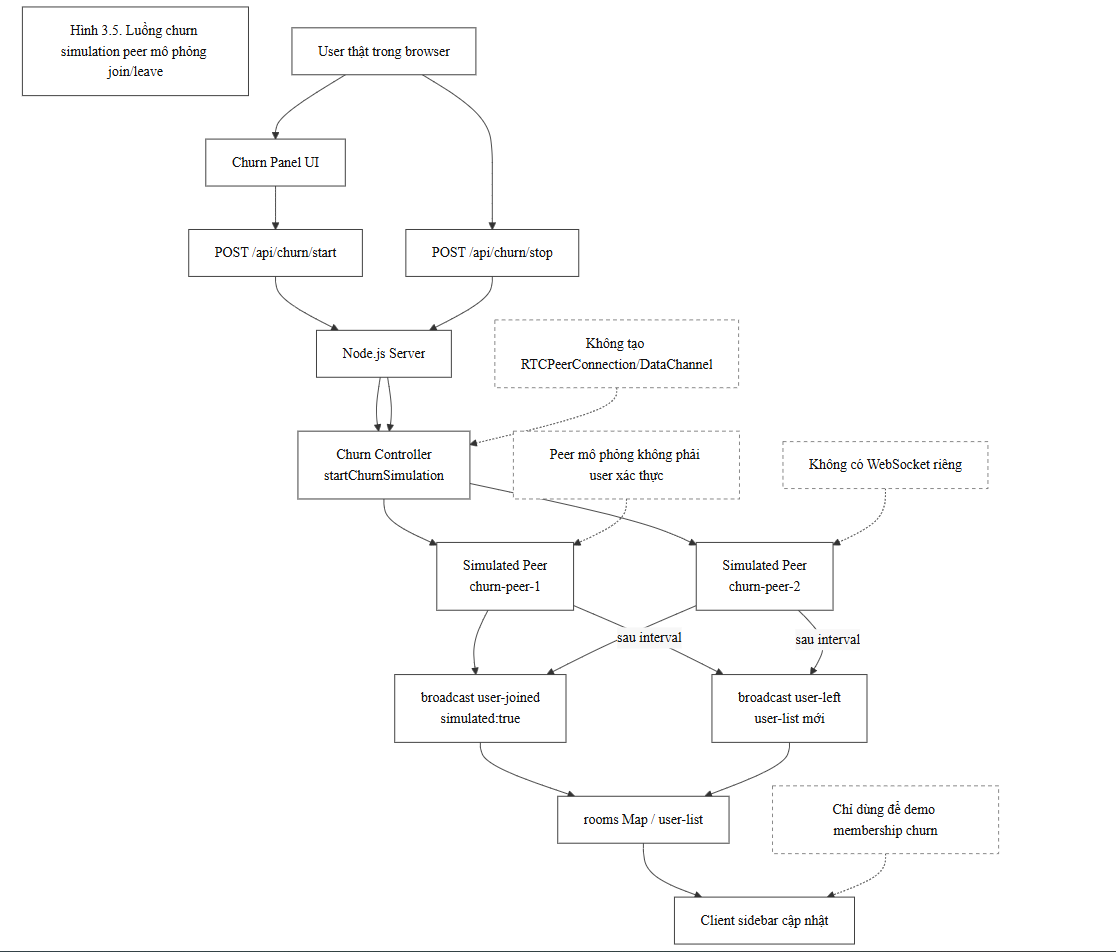 Hình 3.5. Luồng churn
simulation peer mô phỏng
join/leave
User thật trong browser
Churn Panel UI
POST /api/churn/start
POST /api/churn/stop
Node.js Server
Không tạo
RTCPeerConnection/DataChannel
Churn Controller
startChurnSimulation
Peer mô phỏng không phải
user xác thực
Không có WebSocket riêng
Simulated Peer
churn-peer-1
Simulated Peer
churn-peer-2
sau interval
sau interval
broadcast user-joined
simulated:true
broadcast user-left
user-list mới
rooms Map / user-list
Chỉ dùng để demo
membership churn
Client sidebar cập nhật